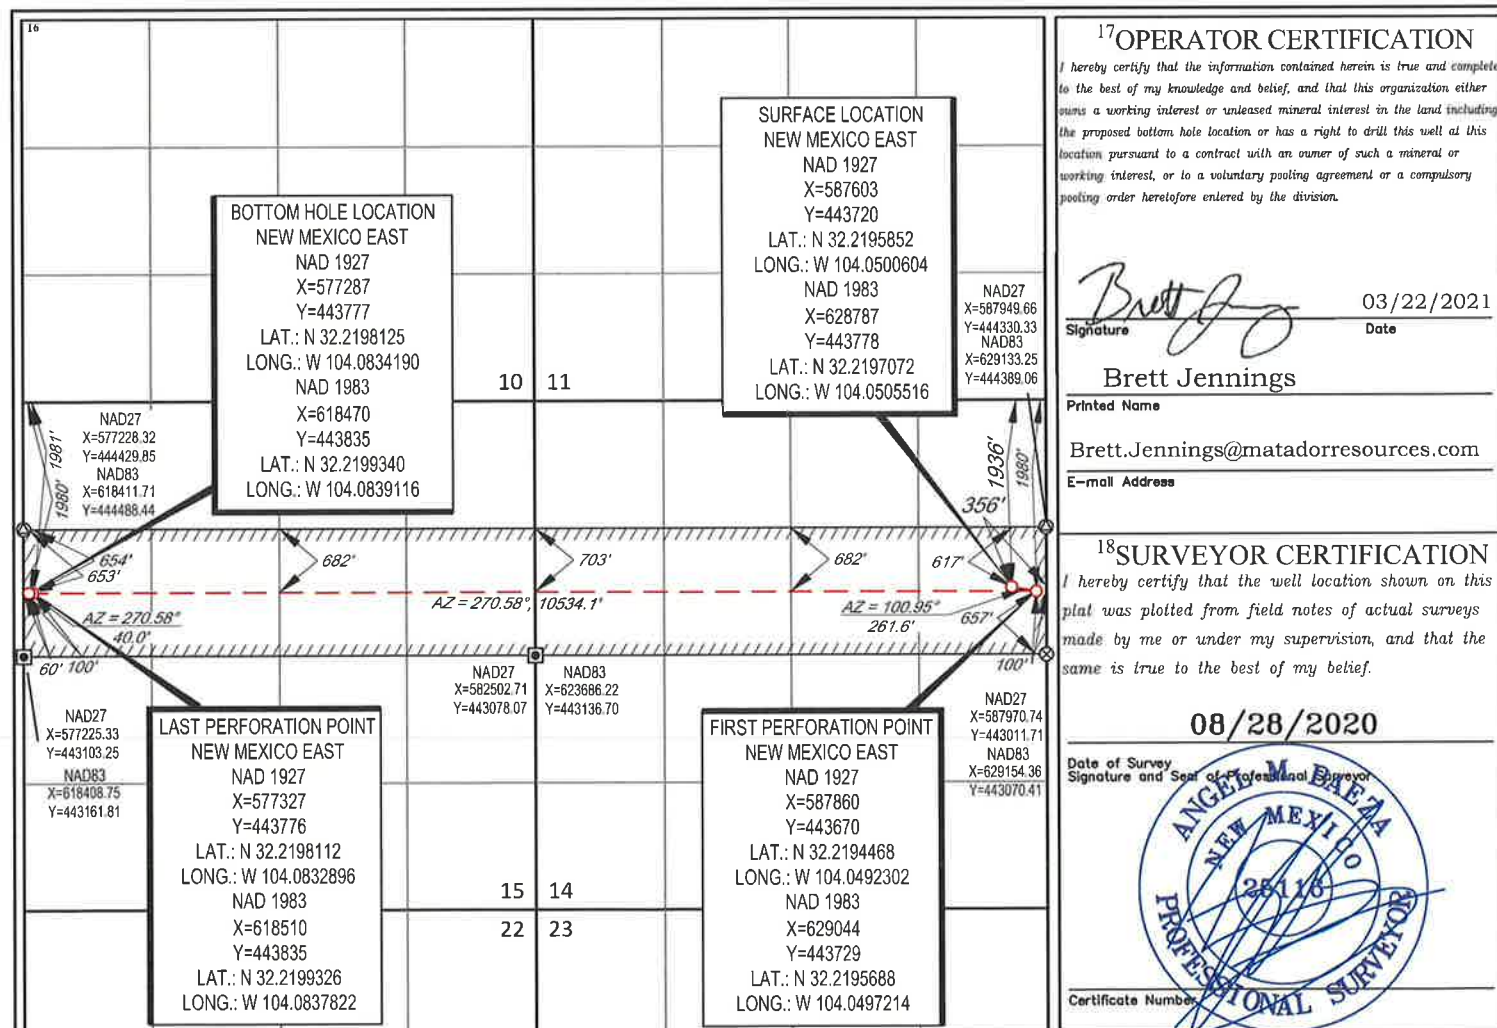 16
BOTTOM HOLE LOCATION
NEW MEXICO EAST
NAD 1927
X=577287
Y=443777
LAT.: N 32.2198125
LONG.: W 104.0834190
NAD 1983
X=618470
Y=443835
LAT.: N 32.2199340
LONG.: W 104.0839116
SURFACE LOCATION
NEW MEXICO EAST
NAD 1927
X=587603
Y=443720
LAT.: N 32.2195852
LONG.: W 104.0500604
NAD 1983
X=628787
Y=443778
LAT.: N 32.2197072
LONG.: W 104.0505516
NAD27
X=587949.66
Y=444330.33
NAD83
X=629133.25
Y=444389.06
10 11
NAD27
X=577228.32
Y=444429.85
NAD83
X=618411.71
Y=444488.44
1981'
1980'
1936'
1980'
356'
654'
653'
682'
703'
682'
617'
AZ = 270.58°
40.0'
AZ = 270.58°, 10534.1'
AZ = 100.95°
261.6'
657'
60' 100'
100'
NAD27
X=582502.71
Y=443078.07
NAD83
X=623686.22
Y=443136.70
NAD27
X=577225.33
Y=443103.25
NAD83
X=618408.75
Y=443161.81
NAD27
X=587970.74
Y=443011.71
NAD83
X=629154.36
Y=443070.41
LAST PERFORATION POINT
NEW MEXICO EAST
NAD 1927
X=577327
Y=443776
LAT.: N 32.2198112
LONG.: W 104.0832896
NAD 1983
X=618510
Y=443835
LAT.: N 32.2199326
LONG.: W 104.0837822
FIRST PERFORATION POINT
NEW MEXICO EAST
NAD 1927
X=587860
Y=443670
LAT.: N 32.2194468
LONG.: W 104.0492302
NAD 1983
X=629044
Y=443729
LAT.: N 32.2195688
LONG.: W 104.0497214
15 14
22 23
17OPERATOR CERTIFICATION
I hereby certify that the information contained herein is true and complete
to the best of my knowledge and belief, and that this organization either
owns a working interest or unleased mineral interest in the land including
the proposed bottom hole location or has a right to drill this well at this
location pursuant to a contract with an owner of such a mineral or
working interest, or to a voluntary pooling agreement or a compulsory
pooling order heretofore entered by the division.
Brett Jennings
03/22/2021
Signature Date
Brett Jennings
Printed Name
Brett.Jennings@matadorresources.com
E-mail Address
18SURVEYOR CERTIFICATION
I hereby certify that the well location shown on this
plat was plotted from field notes of actual surveys
made by me or under my supervision, and that the
same is true to the best of my belief.
08/28/2020
Date of Survey
Signature and Seal of Professional Surveyor
ANGEL M. BAEZA
NEW MEXICO
25116
PROFESSIONAL SURVEYOR
Certificate Number